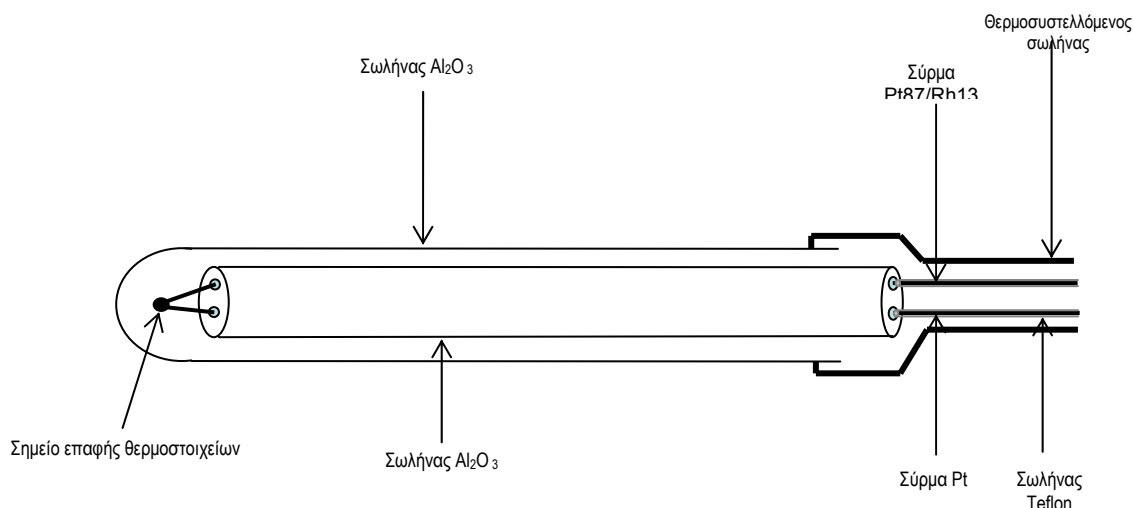 Θερμοσυστελλόμενος
σωλήνας
Σωλήνας Al₂O₃
Σύρμα
Pt87/Rh13
Σημείο επαφής θερμοστοιχείων
Σωλήνας Al₂O₃
Σύρμα Pt
Σωλήνας
Teflon